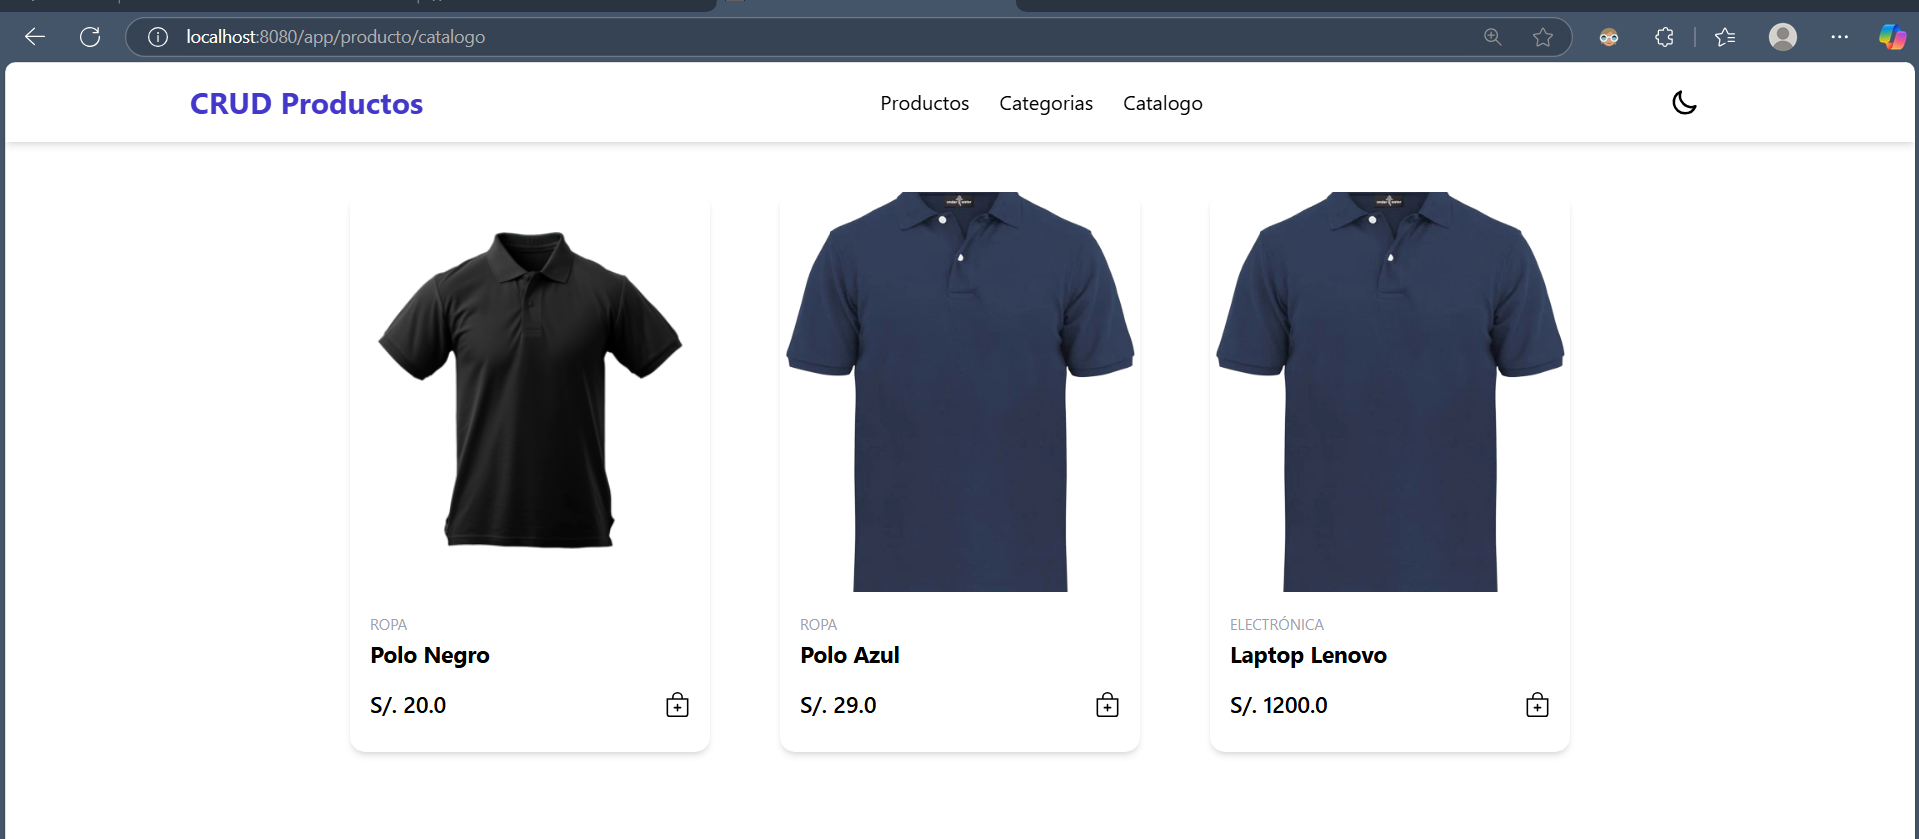 localhost:8080/app/producto/catalogo
CRUD Productos
Productos Categorias Catalogo
ROPA
Polo Negro
S/. 20.0
ROPA
Polo Azul
S/. 29.0
ELECTRÓNICA
Laptop Lenovo
S/. 1200.0